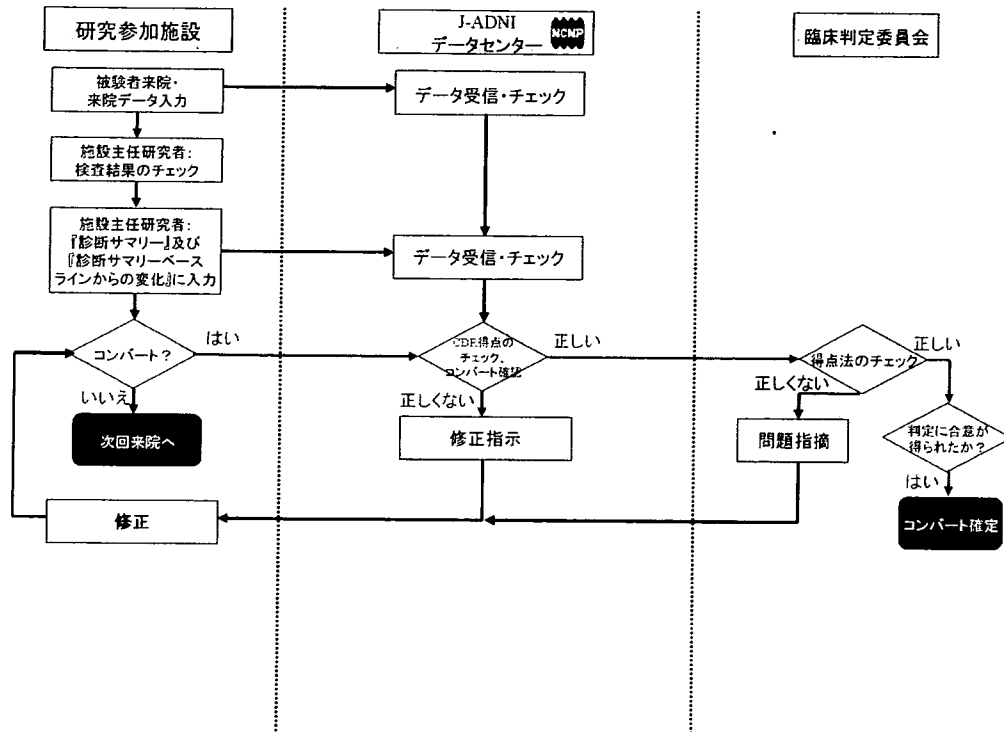 研究参加施設
J-ADNI
データセンター
NCNP
臨床判定委員会
被験者来院・
来院データ入力
データ受信・チェック
施設主任研究者:
検査結果のチェック
施設主任研究者:
『診断サマリー』及び
『診断サマリーベース
ラインからの変化』に入力
データ受信・チェック
コンバート?
はい
CDR得点の
チェック、
コンバート確認
正しい
得点法のチェック
正しい
いいえ
正しくない
正しくない
次回来院へ
修正指示
問題指摘
判定に合意が
得られたか?
はい
修正
コンバート確定